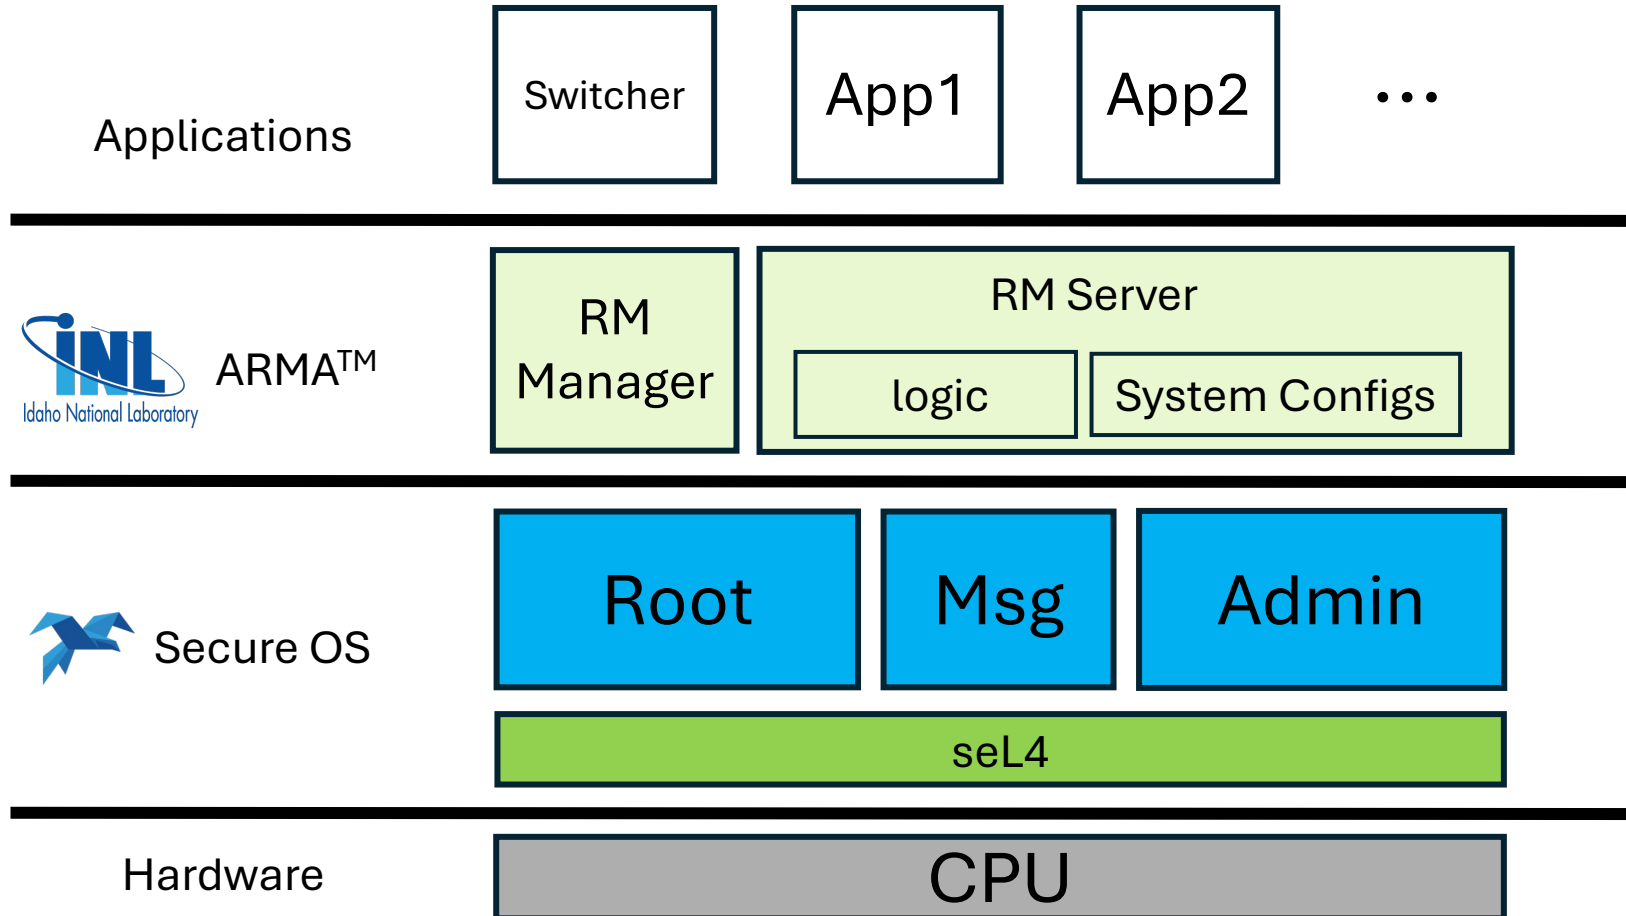 Applications
Switcher
App1
App2
...
iNL
Idaho National Laboratory
ARMA™
RM
Manager
RM Server
logic
System Configs
Secure OS
Root
Msg
Admin
seL4
Hardware
CPU